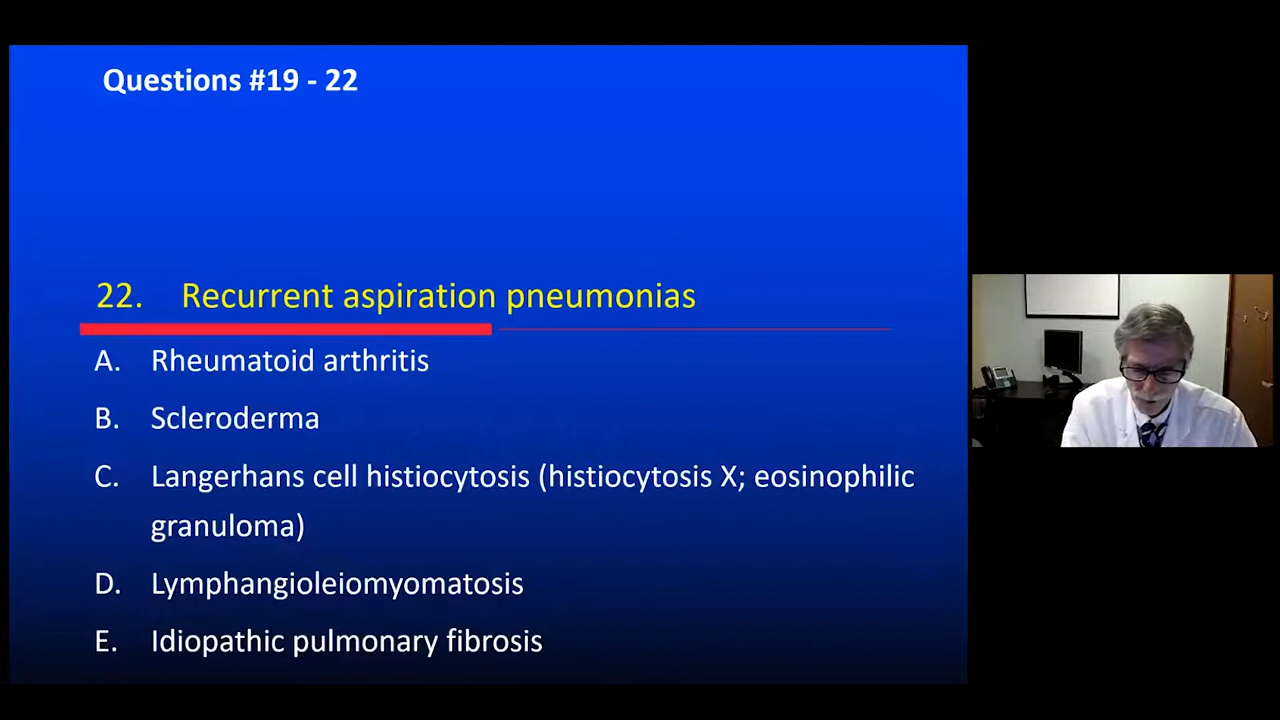 Questions #19 - 22
22. Recurrent aspiration pneumonias
A. Rheumatoid arthritis
B. Scleroderma
C. Langerhans cell histiocytosis (histiocytosis X; eosinophilic
granuloma)
D. Lymphangioleiomyomatosis
E. Idiopathic pulmonary fibrosis